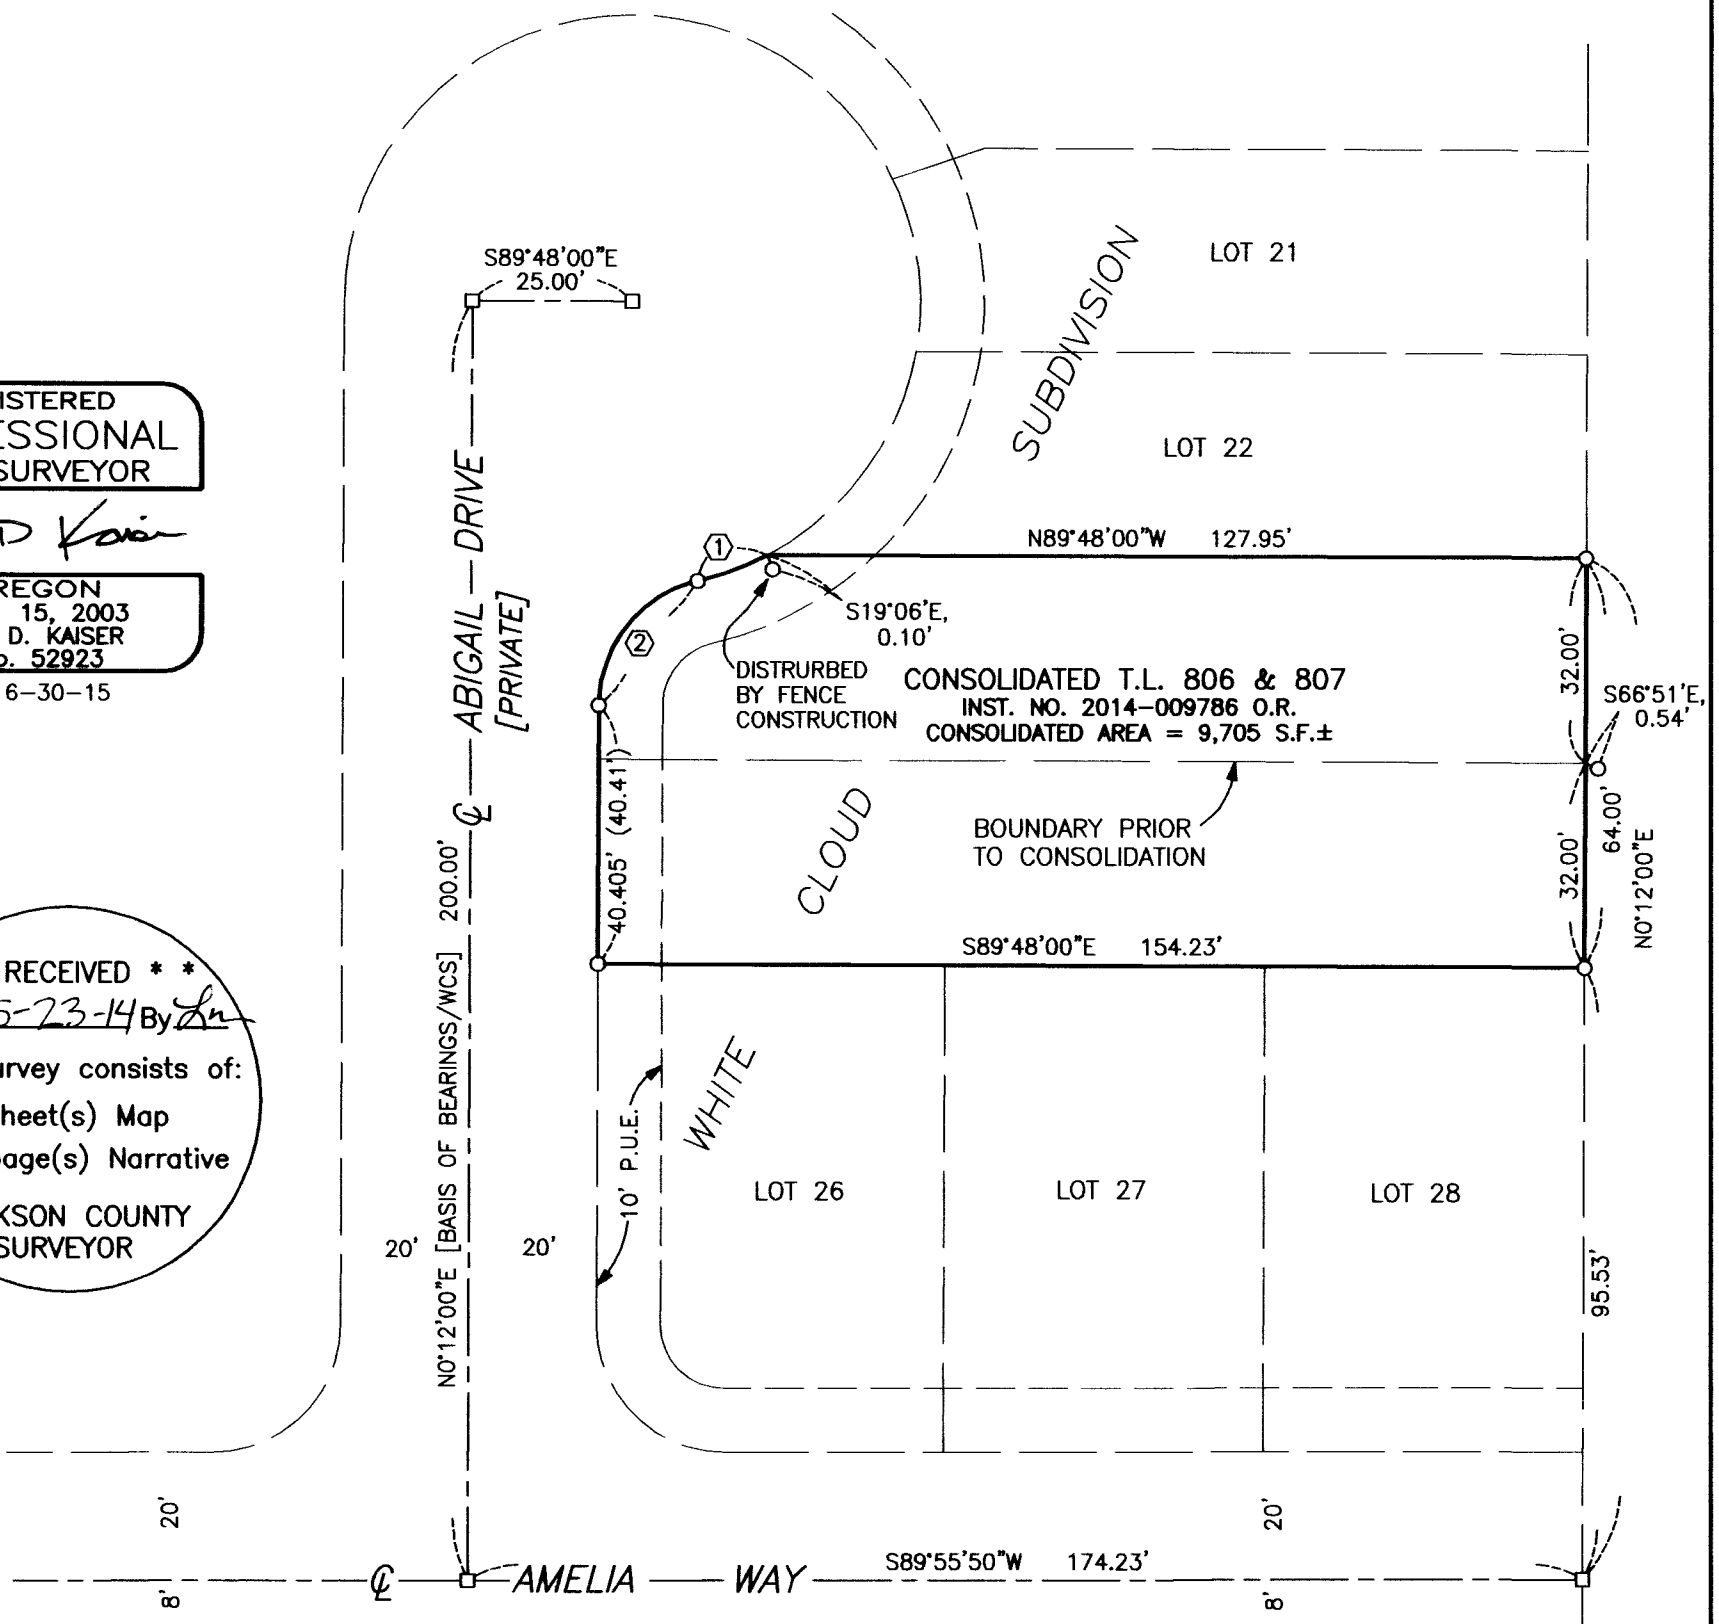 S89°48'00"E
25.00'
LOT 21
SUBDIVISION
LOT 22
ISTERED
ESSIONAL
SURVEYOR
D Kaiser
REGON
15, 2003
D. KAISER
52923
6-30-15
ABIGAIL DRIVE
[PRIVATE]
1
2
N89°48'00"W 127.95'
S19°06'E,
0.10'
DISTRURBED
BY FENCE
CONSTRUCTION
CONSOLIDATED T.L. 806 & 807
INST. NO. 2014-009786 O.R.
CONSOLIDATED AREA = 9,705 S.F.±
32.00'
S66°51'E,
0.54'
40.405' (40.41')
BOUNDARY PRIOR
TO CONSOLIDATION
CLOUD
32.00'
64.00'
N0°12'00"E
S89°48'00"E 154.23'
℄
N0°12'00"E [BASIS OF BEARINGS/WCS] 200.00'
RECEIVED * *
5-23-14 By
urvey consists of:
heet(s) Map
age(s) Narrative
KSON COUNTY
SURVEYOR
WHITE
10' P.U.E.
LOT 26
LOT 27
LOT 28
20'
20'
95.53'
20'
20'
℄ AMELIA WAY
S89°55'50"W 174.23'
8'
8'